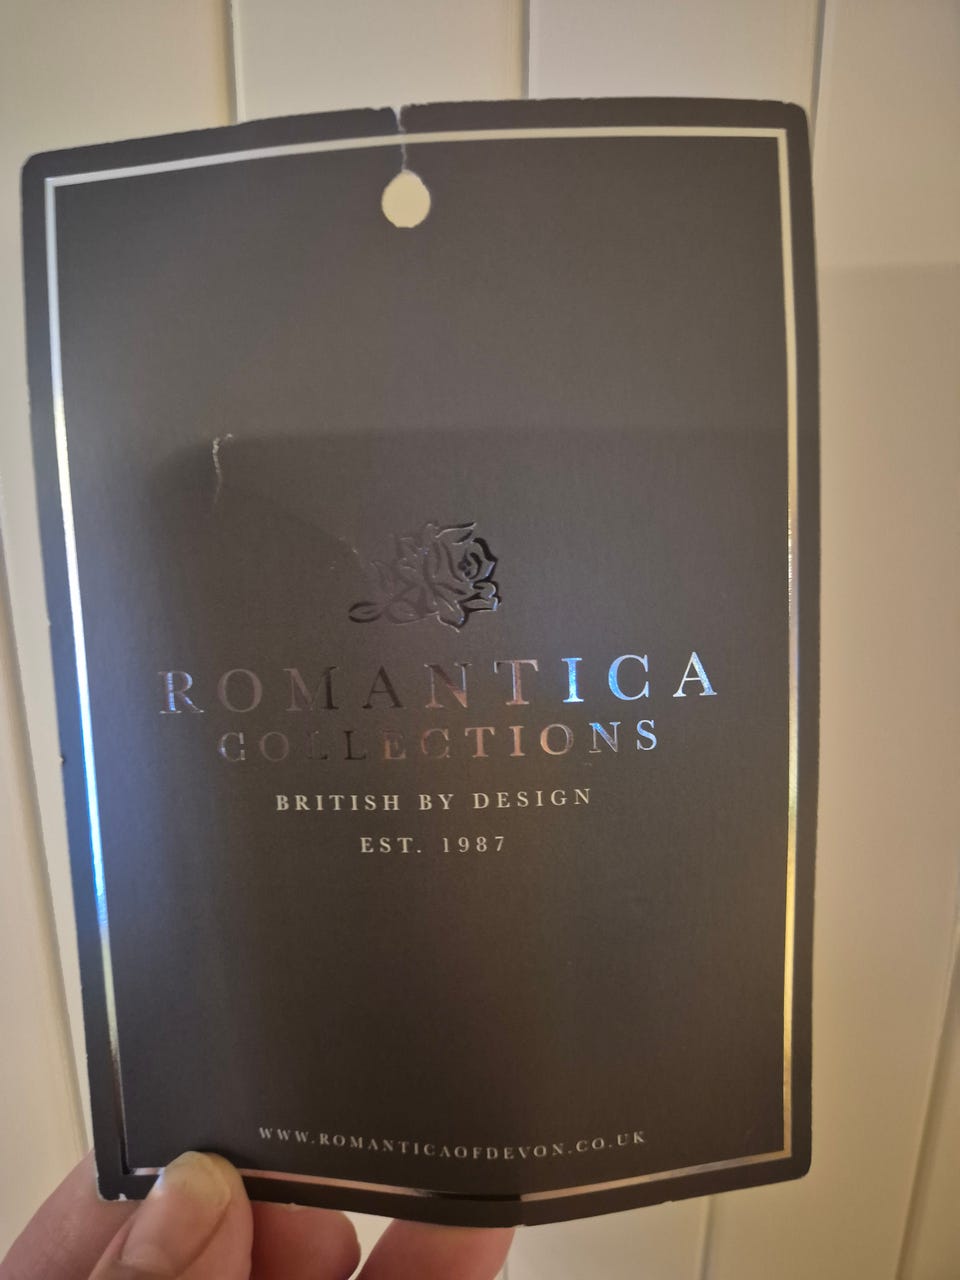 ROMANTICA
COLLECTIONS
BRITISH BY DESIGN
EST. 1987
WWW.ROMANTICAOFDEVON.CO.UK